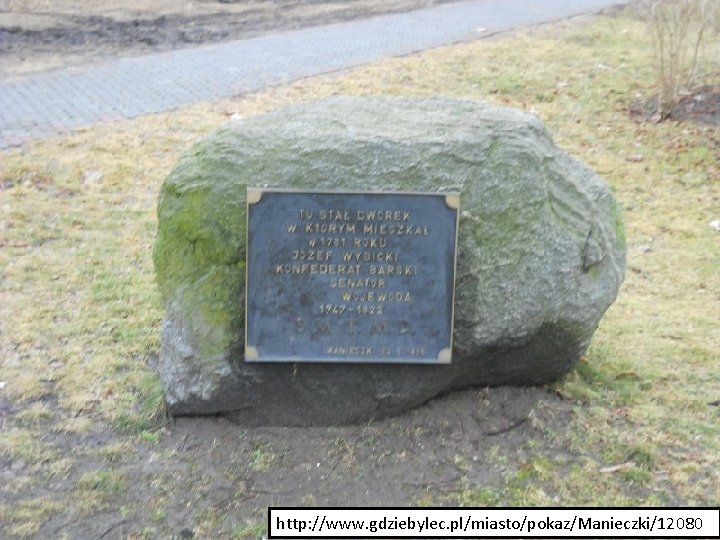 TU STAŁ DWOREK
W KTÓRYM MIESZKAŁ
W 1781 ROKU
JÓZEF WYBICKI
KONFEDERAT BARSKI
SENATOR
WOJEWODA
1747-1822
Ś.M.T.M.D.
MANIECZKI
http://www.gdziebylec.pl/miasto/pokaz/Manieczki/12080